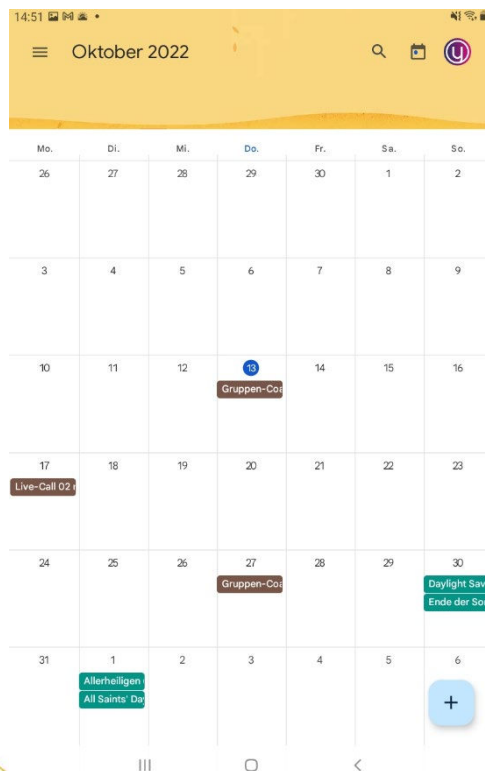 14:51
Oktober 2022
Mo. Di. Mi. Do. Fr. Sa. So.
26 27 28 29 30 1 2
3 4 5 6 7 8 9
10 11 12 13 14 15 16
Gruppen-Coa
17 18 19 20 21 22 23
Live-Call 02
24 25 26 27 28 29 30
Gruppen-Coa Daylight Sav
Ende der So
31 1 2 3 4 5 6
Allerheiligen
All Saints' Day
+